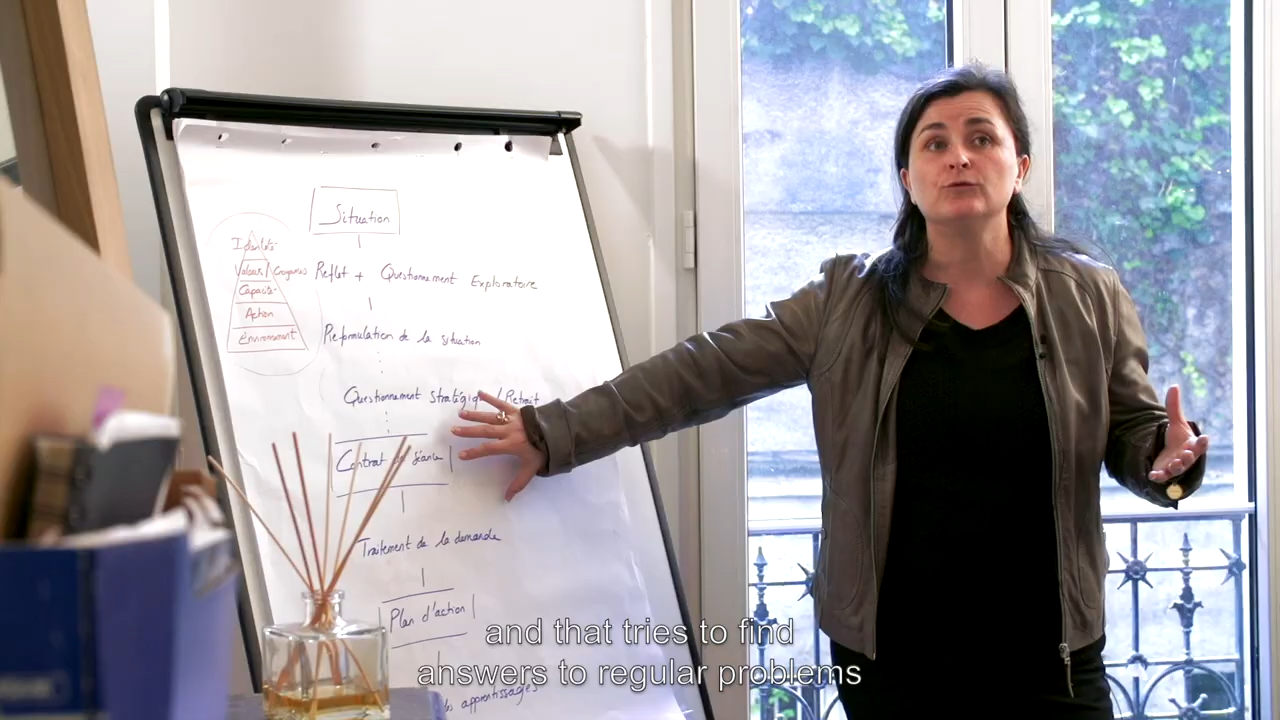 Situation
Identité
Valeurs / Croyances
Capacité
Action
Environnement
Reflet + Questionnement Exploratoire
Reformulation de la situation
Questionnement Stratégique / Retrait
Contrat de séance
Traitement de la demande
Plan d'action
apprentissages
and that tries to find
answers to regular problems